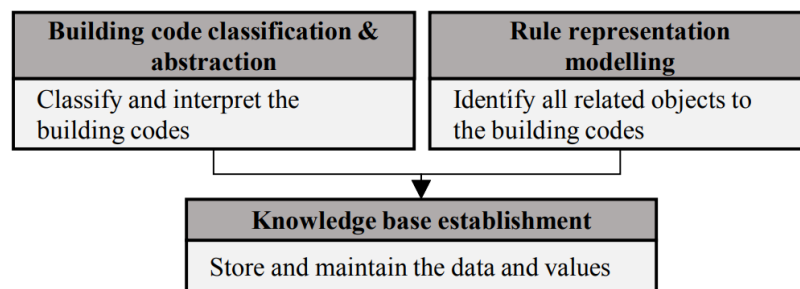 Building code classification &
abstraction
Classify and interpret the
building codes
Rule representation
modelling
Identify all related objects to
the building codes
Knowledge base establishment
Store and maintain the data and values